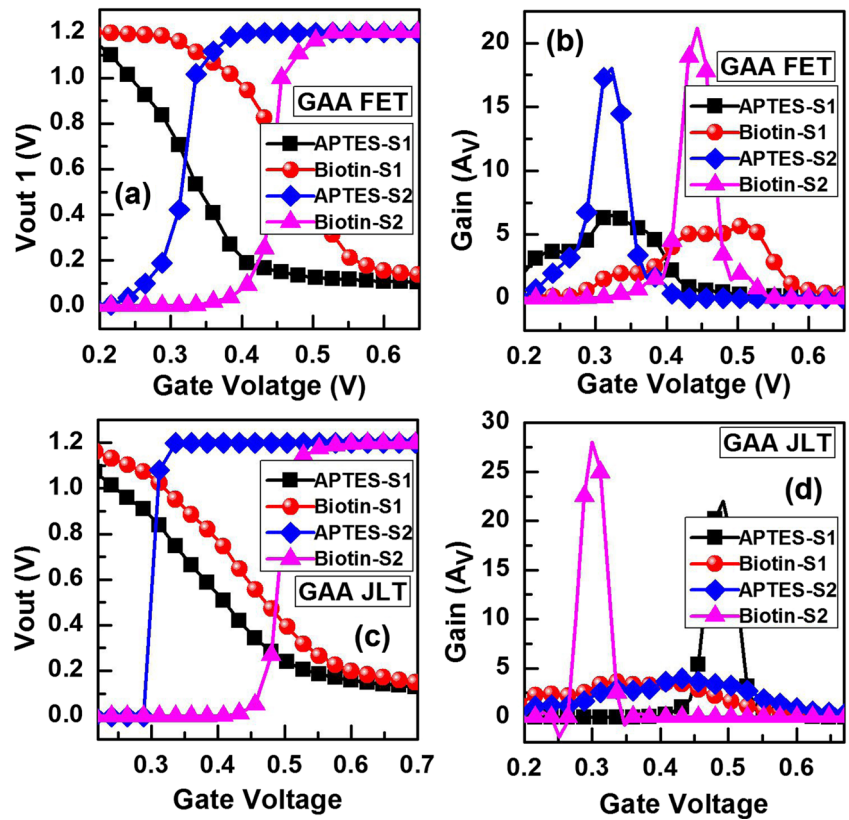 Vout 1 (V)
1.2
1.0
0.8
0.6
0.4
0.2
0.0
GAA FET
APTES-S1
Biotin-S1
APTES-S2
Biotin-S2
(a)
0.2 0.3 0.4 0.5 0.6
Gate Volatge (V)
Gain (AV)
20
15
10
5
0
(b)
GAA FET
APTES-S1
Biotin-S1
APTES-S2
Biotin-S2
0.2 0.3 0.4 0.5 0.6
Gate Volatge (V)
Vout (V)
1.2
1.0
0.8
0.6
0.4
0.2
0.0
APTES-S1
Biotin-S1
APTES-S2
Biotin-S2
GAA JLT
(c)
0.3 0.4 0.5 0.6 0.7
Gate Voltage
Gain (AV)
30
25
20
15
10
5
0
GAA JLT
(d)
APTES-S1
Biotin-S1
APTES-S2
Biotin-S2
0.2 0.3 0.4 0.5 0.6
Gate Voltage